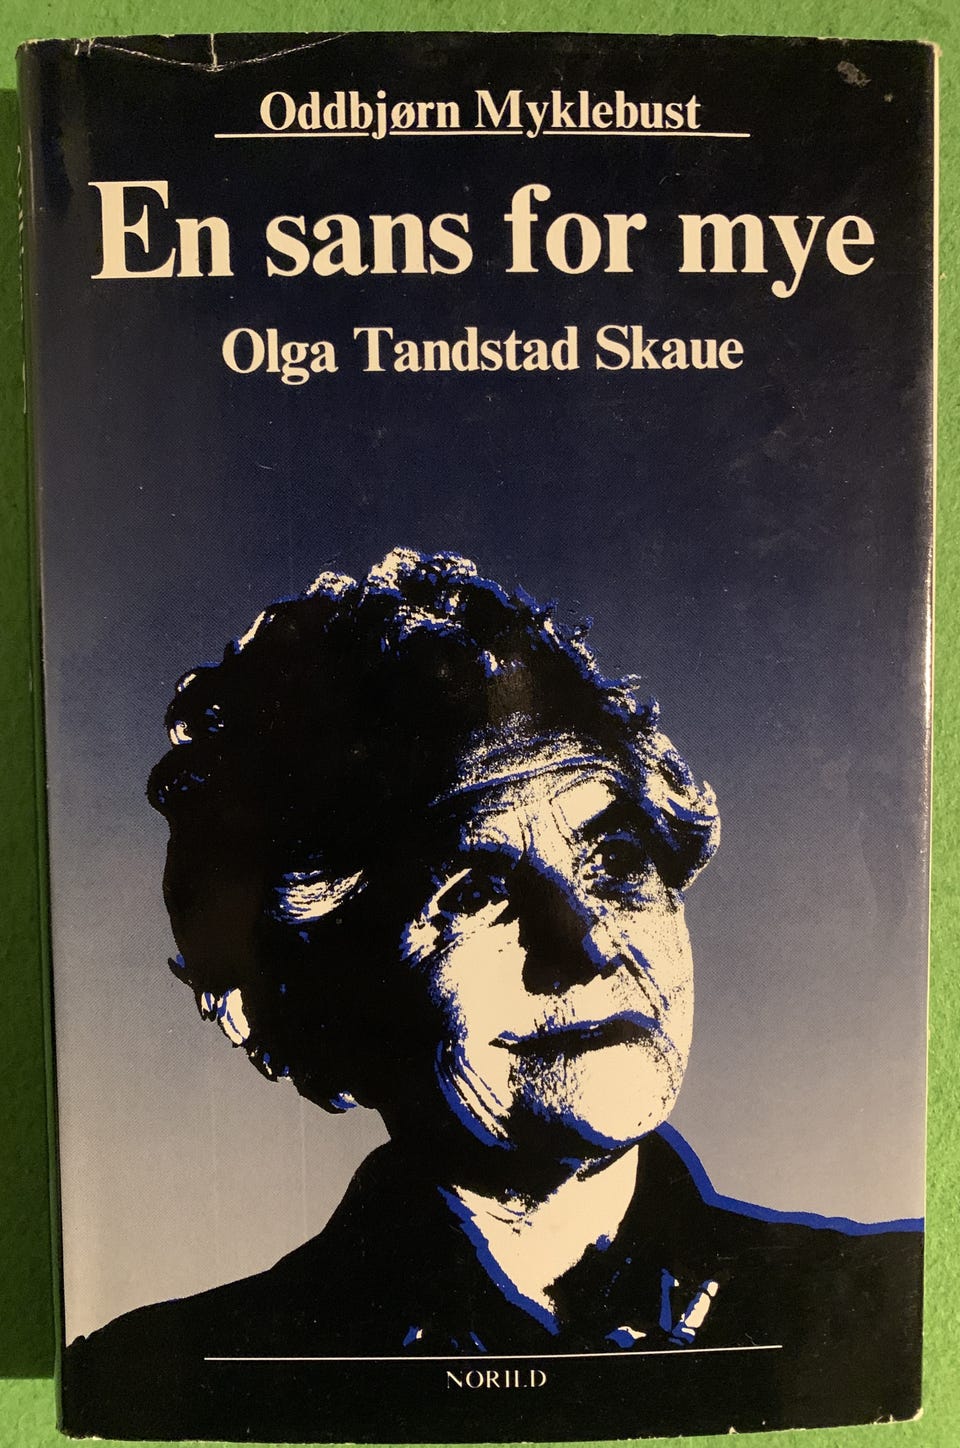 Oddbjørn Myklebust
En sans for mye
Olga Tandstad Skaue
NORILD